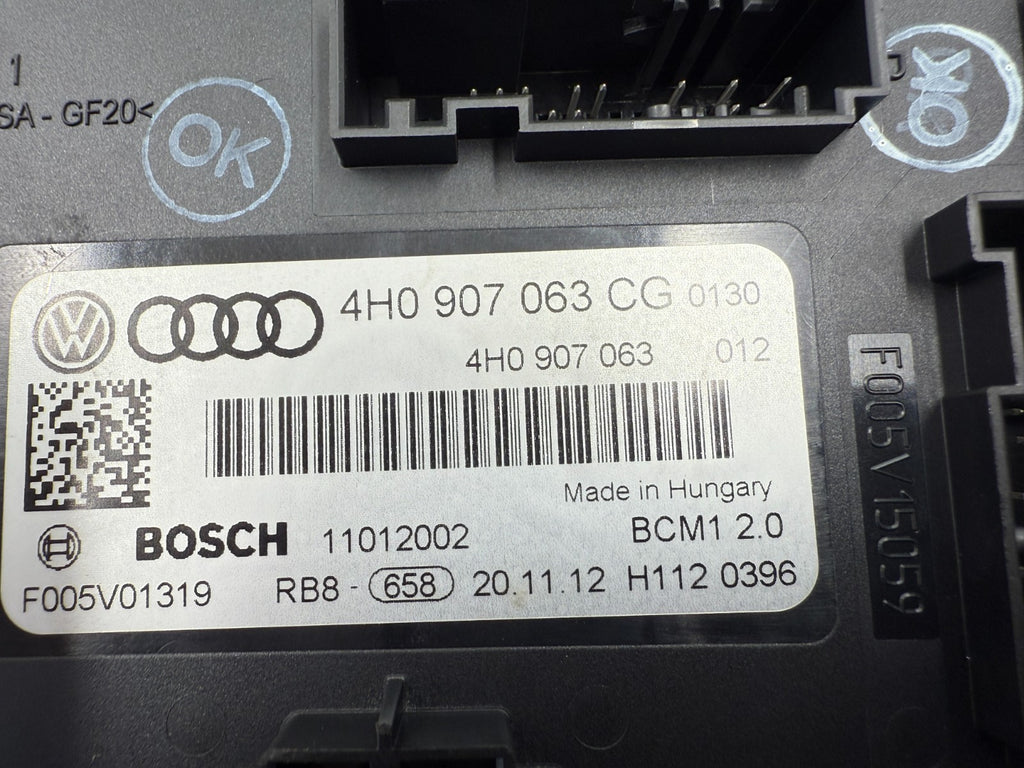 1
SA - GF20<
OK
OK
4H0 907 063 CG 0130
4H0 907 063 012
Made in Hungary
BOSCH 11012002 BCM1 2.0
F005V01319 RB8 - 658 20.11.12 H112 0396
F005V15059